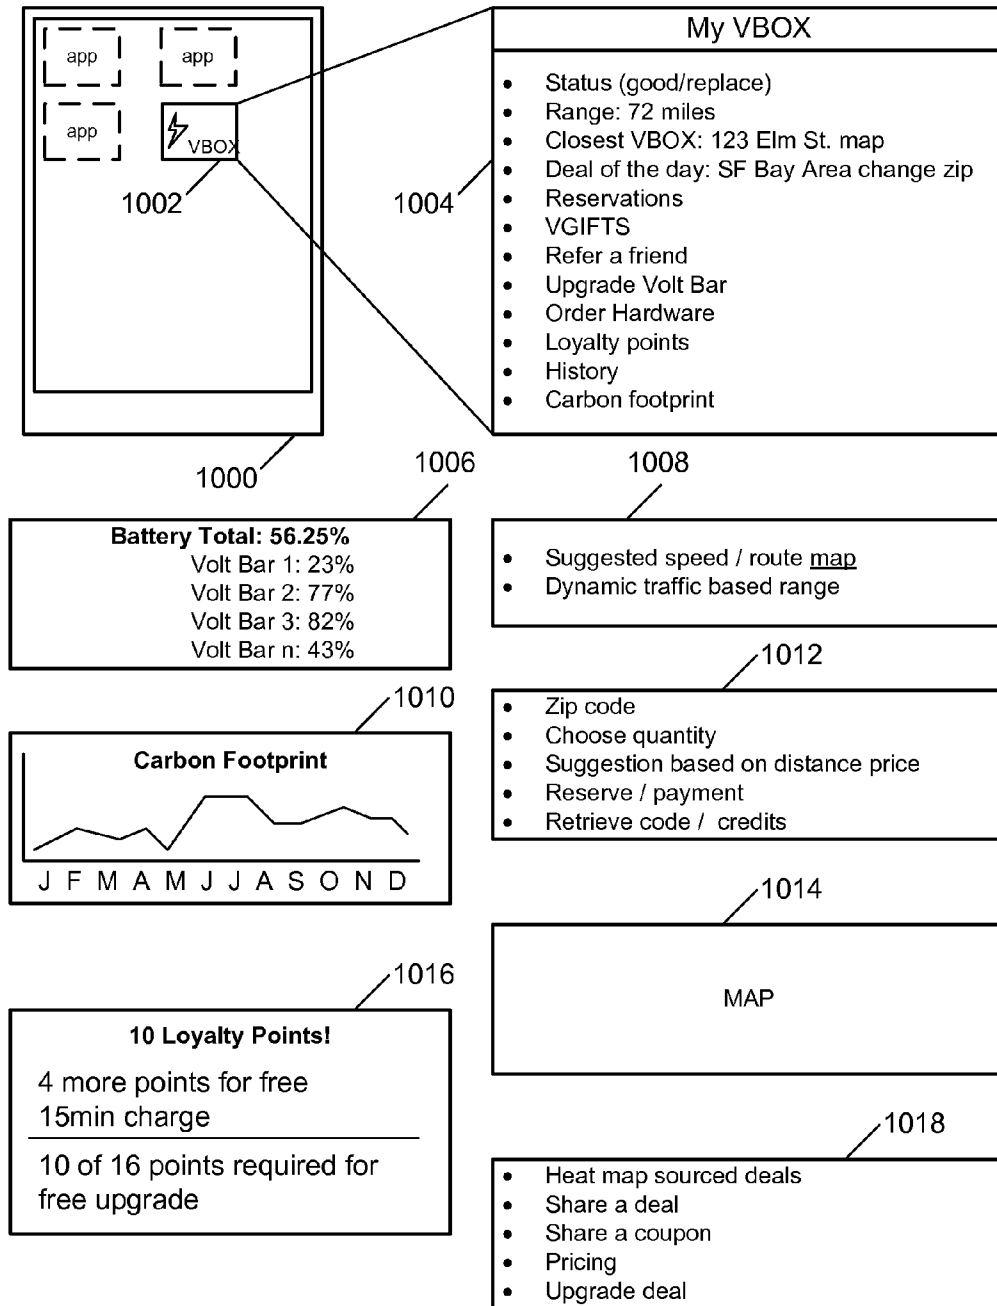 app
app
app
VBOX
1002
1000
My VBOX
• Status (good/replace)
• Range: 72 miles
• Closest VBOX: 123 Elm St. map
• Deal of the day: SF Bay Area change zip
• Reservations
• VGIFTS
• Refer a friend
• Upgrade Volt Bar
• Order Hardware
• Loyalty points
• History
• Carbon footprint
1004
1006
Battery Total: 56.25%
Volt Bar 1: 23%
Volt Bar 2: 77%
Volt Bar 3: 82%
Volt Bar n: 43%
1008
• Suggested speed / route map
• Dynamic traffic based range
1010
Carbon Footprint
J F M A M J J A S O N D
1012
• Zip code
• Choose quantity
• Suggestion based on distance price
• Reserve / payment
• Retrieve code / credits
1014
MAP
1016
10 Loyalty Points!
4 more points for free
15min charge
10 of 16 points required for
free upgrade
1018
• Heat map sourced deals
• Share a deal
• Share a coupon
• Pricing
• Upgrade deal